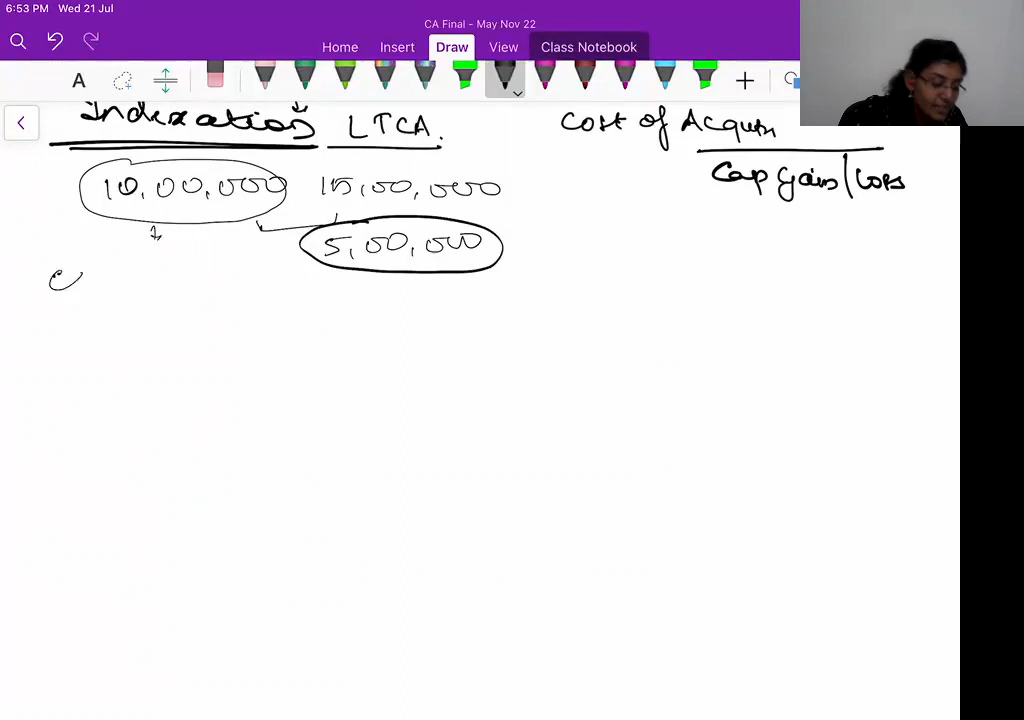 6:53 PM Wed 21 Jul
CA Final - May Nov 22
Home Insert Draw View Class Notebook
A
Indexation LTCA. Cost of Acquin
10,00,000 15,00,000 Cap Gains/Loss
5,00,000
C